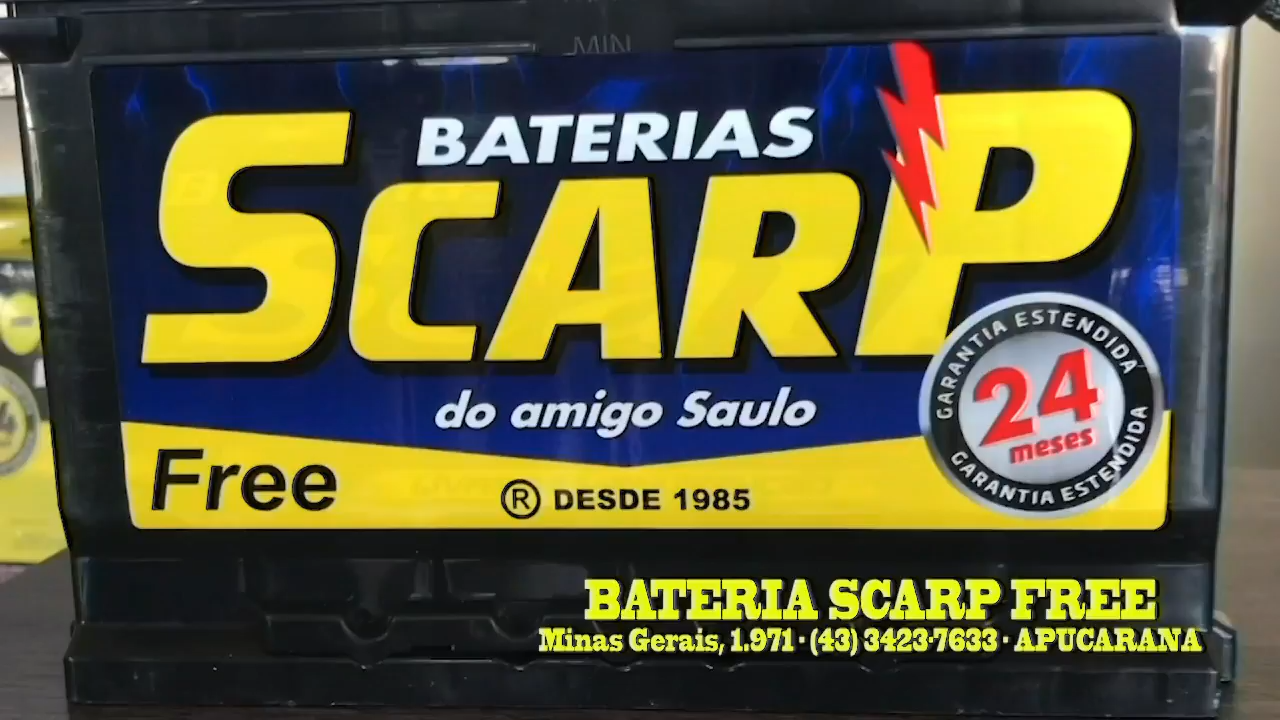 MIN
BATERIAS
SCARP
do amigo Saulo
Free
® DESDE 1985
GARANTIA ESTENDIDA
24
meses
GARANTIA ESTENDIDA
BATERIA SCARP FREE
Minas Gerais, 1.971 · (43) 3423-7633 · APUCARANA